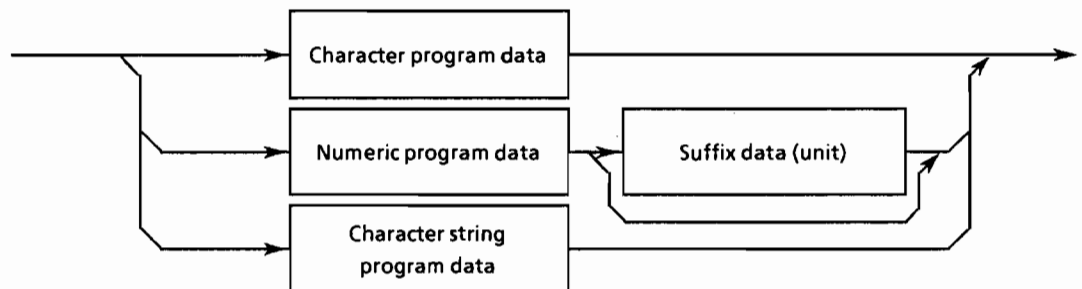 Character program data
Numeric program data
Suffix data (unit)
Character string
program data